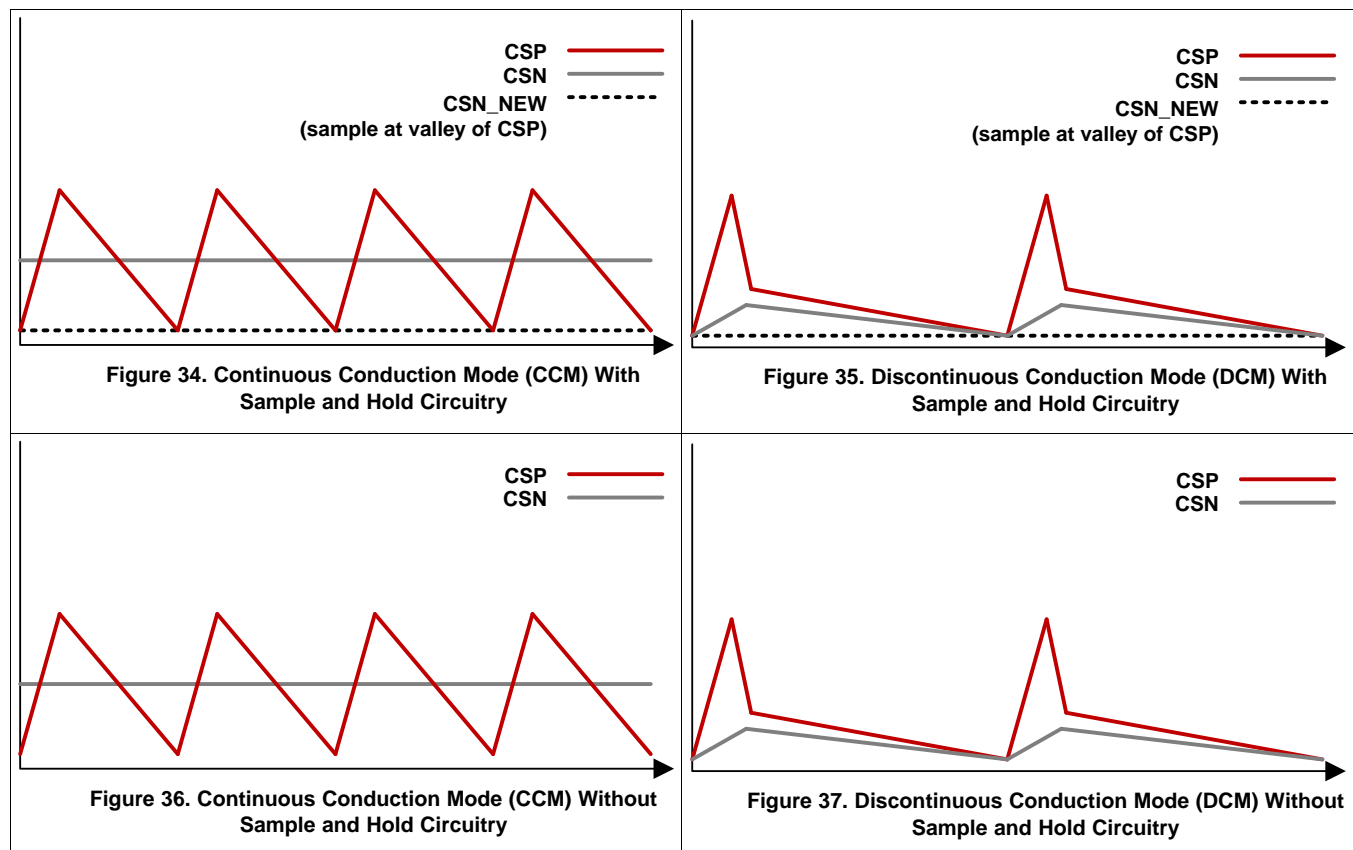 CSP
CSN
CSN_NEW
(sample at valley of CSP)
Figure 34. Continuous Conduction Mode (CCM) With
Sample and Hold Circuitry
CSP
CSN
CSN_NEW
(sample at valley of CSP)
Figure 35. Discontinuous Conduction Mode (DCM) With
Sample and Hold Circuitry
CSP
CSN
Figure 36. Continuous Conduction Mode (CCM) Without
Sample and Hold Circuitry
CSP
CSN
Figure 37. Discontinuous Conduction Mode (DCM) Without
Sample and Hold Circuitry